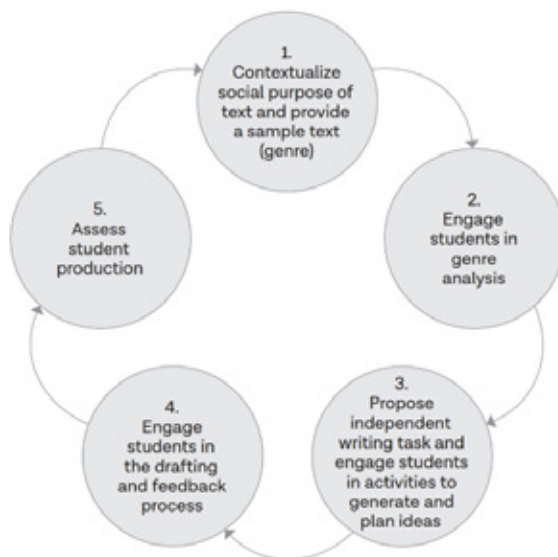 1.
Contextualize
social purpose of
text and provide
a sample text
(genre)
2.
Engage
students in
genre
analysis
3.
Propose
independent
writing task and
engage students
in activities to
generate and
plan ideas
4.
Engage
students in
the drafting
and feedback
process
5.
Assess
student
production